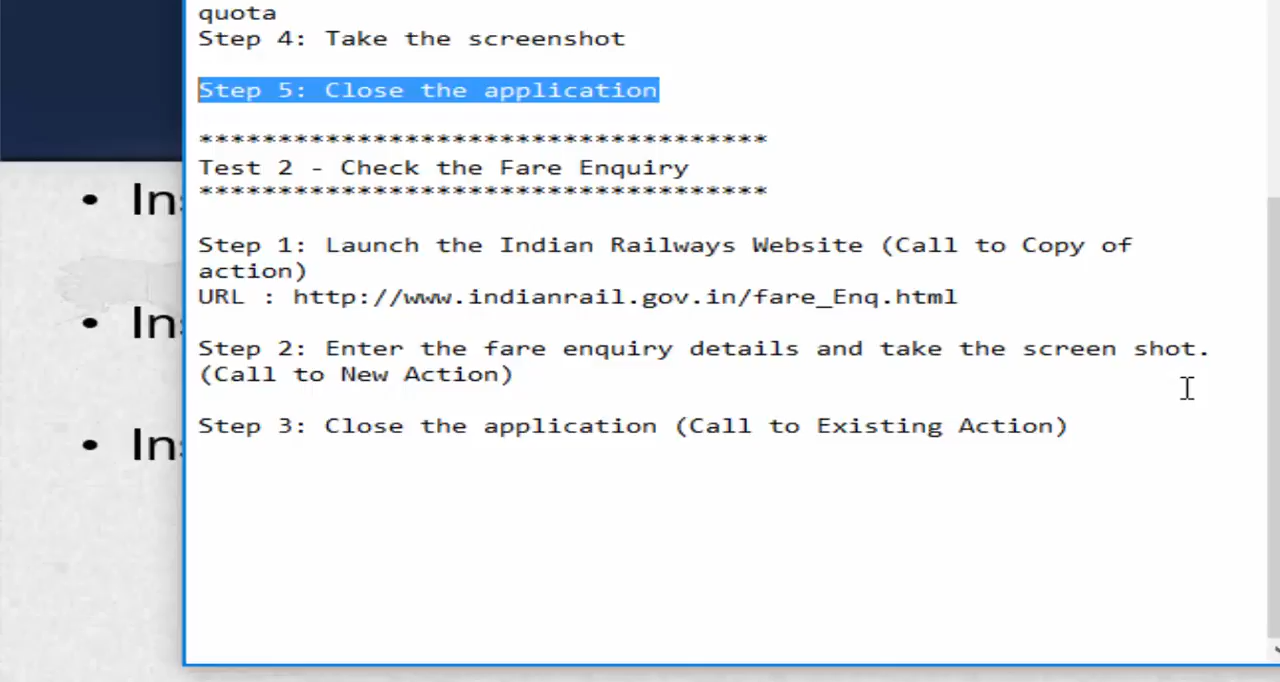 quota
Step 4: Take the screenshot
Step 5: Close the application
************************************
Test 2 - Check the Fare Enquiry
************************************
Step 1: Launch the Indian Railways Website (Call to Copy of
action)
URL : http://www.indianrail.gov.in/fare_Enq.html
Step 2: Enter the fare enquiry details and take the screen shot.
(Call to New Action)
Step 3: Close the application (Call to Existing Action)